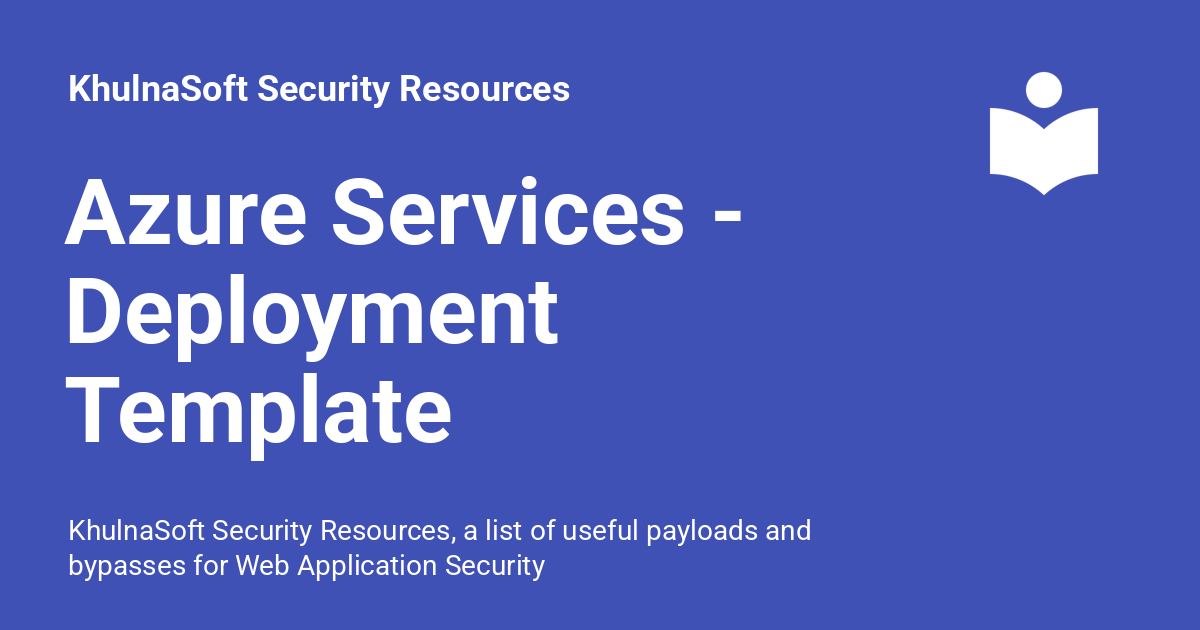 KhulnaSoft Security Resources
Azure Services -
Deployment
Template
KhulnaSoft Security Resources, a list of useful payloads and
bypasses for Web Application Security